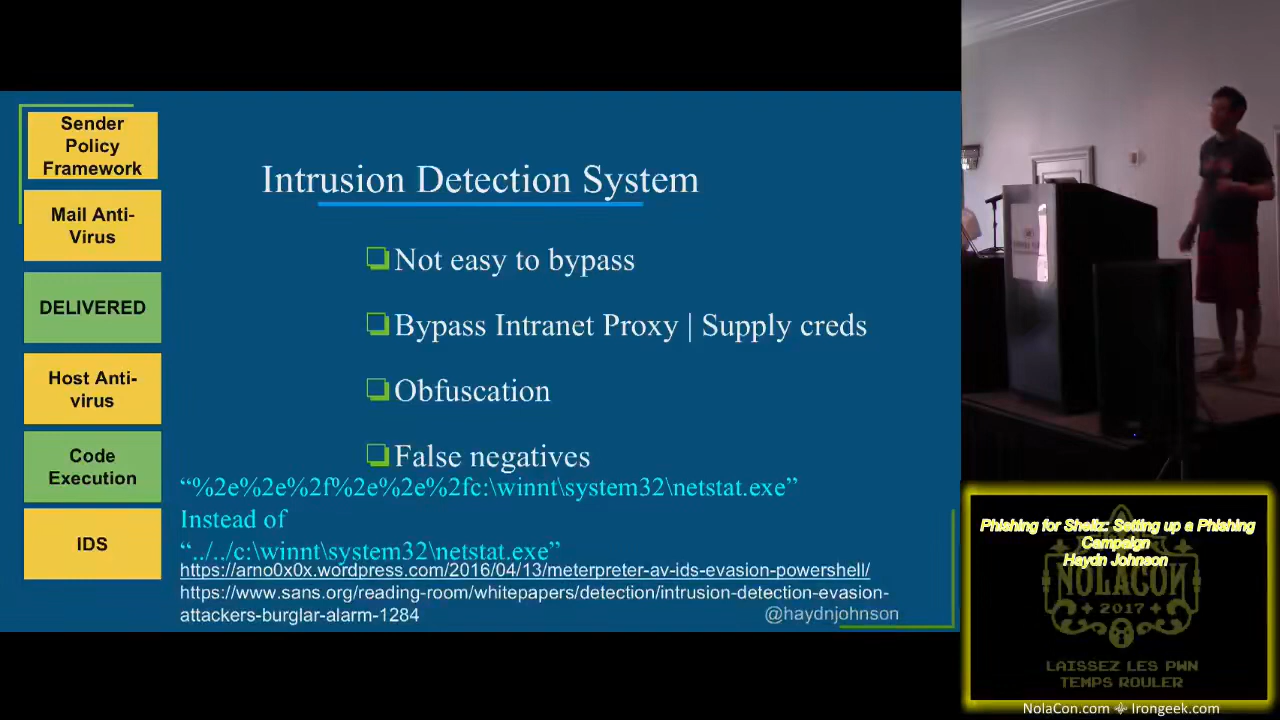 Sender
Policy
Framework
Mail Anti-
Virus
DELIVERED
Host Anti-
virus
Code
Execution
IDS
Intrusion Detection System
Not easy to bypass
Bypass Intranet Proxy | Supply creds
Obfuscation
False negatives
“%2e%2e%2f%2e%2e%2fc:\winnt\system32\netstat.exe”
Instead of
“../../c:\winnt\system32\netstat.exe”
https://arno0x0x.wordpress.com/2016/04/13/meterpreter-av-ids-evasion-powershell/
https://www.sans.org/reading-room/whitepapers/detection/intrusion-detection-evasion-
attackers-burglar-alarm-1284
@haydnjohnson
Phishing for Shellz: Setting up a Phishing
Campaign
Haydn Johnson
NOLACON
2017
LAISSEZ LES PWN
TEMPS ROULER
NolaCon.com Irongeek.com